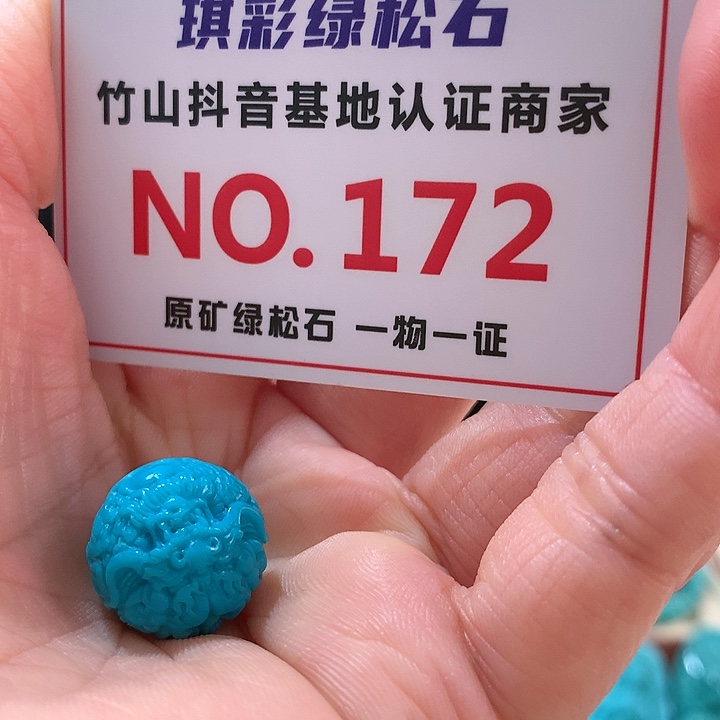 琪彩绿松石
竹山抖音基地认证商家
NO.172
原矿绿松石 一物一证